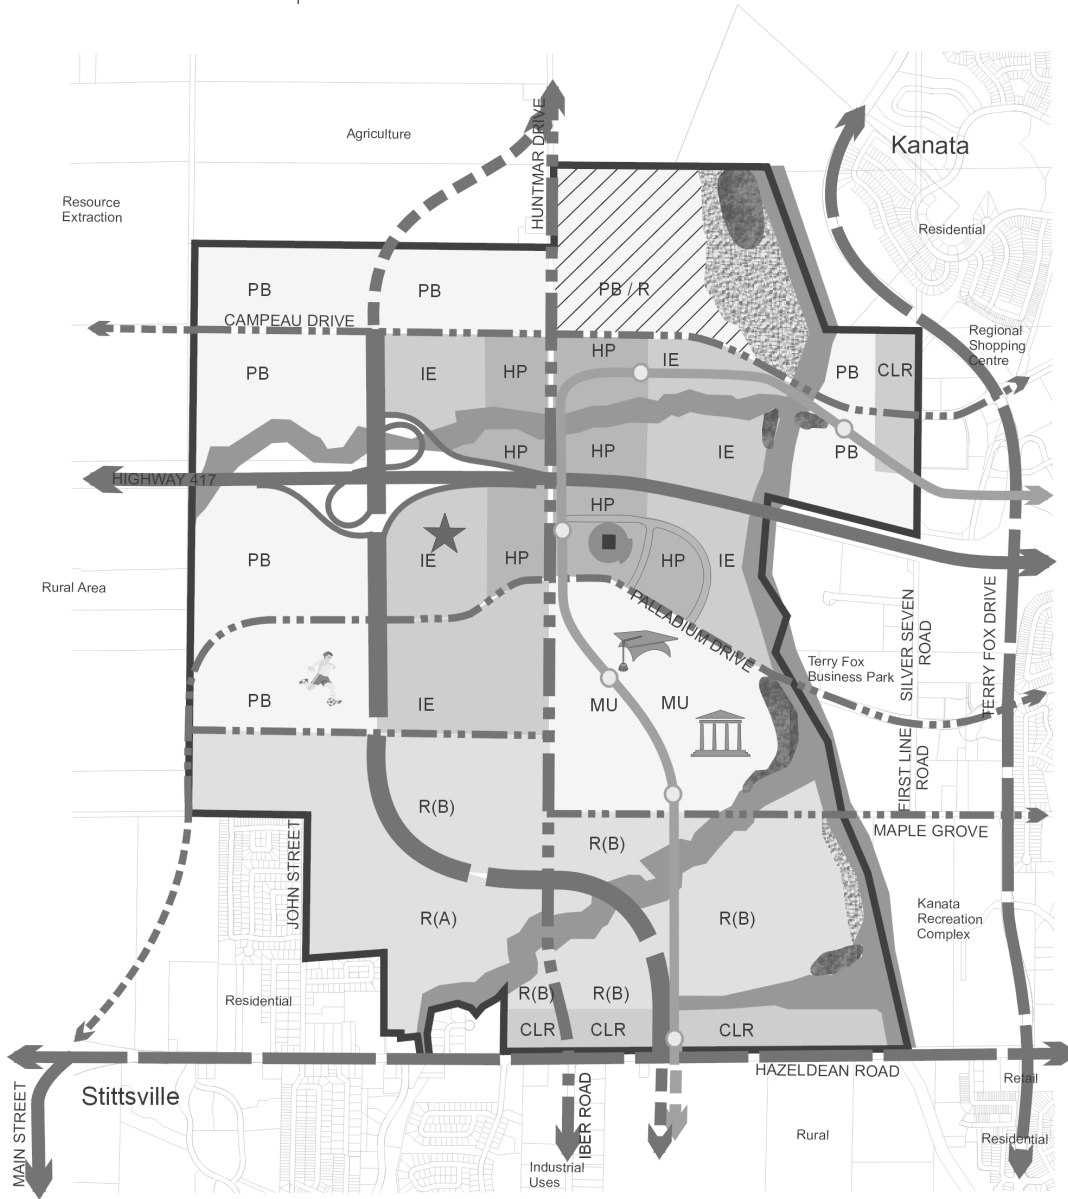 Agriculture
HUNTMAR DRIVE
Kanata
Resource
Extraction
Residential
PB
PB
PB / R
CAMPEAU DRIVE
Regional
Shopping
Centre
HP
IE
PB
IE
HP
PB
CLR
HP
HP
IE
PB
HIGHWAY 417
HP
PB
IE
HP
HP
IE
Rural Area
PALLADIUM DRIVE
SILVER SEVEN
ROAD
TERRY FOX DRIVE
Terry Fox
Business Park
PB
IE
MU
MU
FIRST LINE
ROAD
R(B)
MAPLE GROVE
R(B)
JOHN STREET
R(A)
R(B)
Kanata
Recreation
Complex
Residential
R(B)
R(B)
CLR
CLR
CLR
HAZELDEAN ROAD
Retail
Stittsville
MAIN STREET
IBER ROAD
Rural
Residential
Industrial
Uses